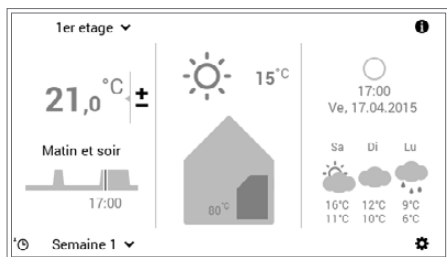 1er etage
21,0 °C ±
Matin et soir
17:00
Semaine 1
15°C
80°C
17:00
Ve, 17.04.2015
Sa Di Lu
16°C 12°C 9°C
11°C 10°C 6°C